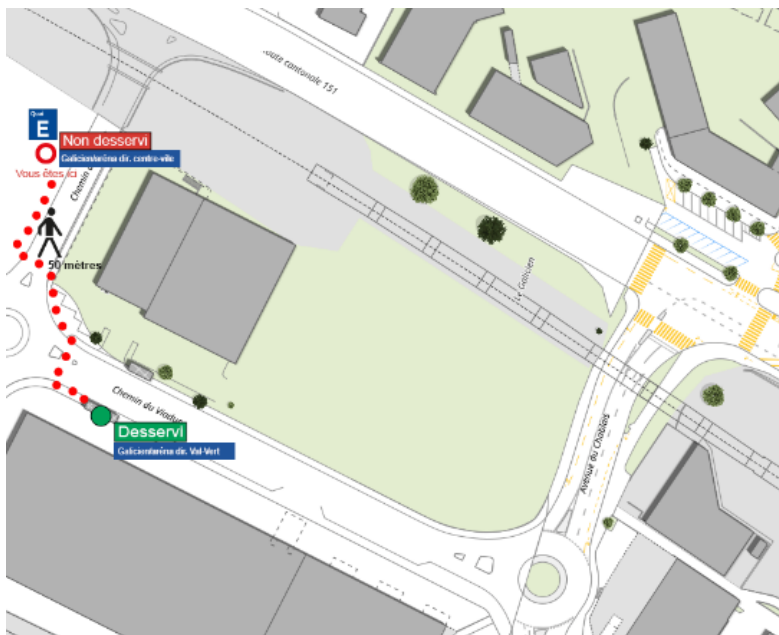 Route cantonale 151
Quai
E
Non desservi
Galicien/aréna dir. centre-ville
Vous êtes ici
50 mètres
Le Galicien
Chemin du Viaduc
Desservi
Galicien/aréna dir. Val-Vert
Avenue du Chablais
Chemin d